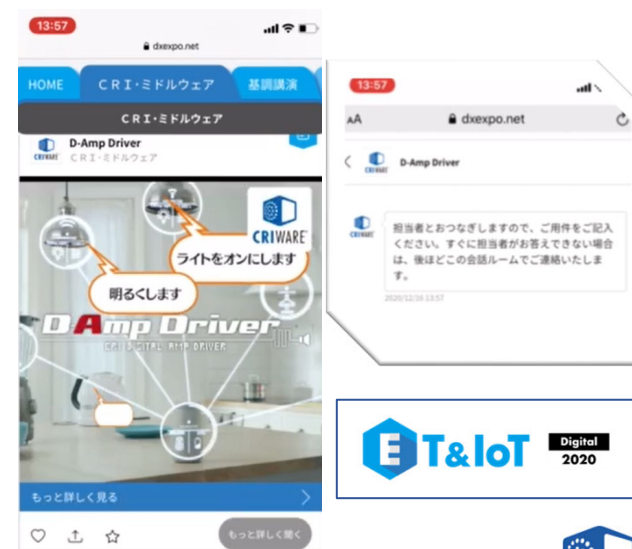 13:57
dxexpo.net
HOME
CRI・ミドルウェア
基調講演
CRI・ミドルウェア
D-Amp Driver
CRI・ミドルウェア
CRIWARE
CRIWARE
ライトをオンにします
明るくします
D-Amp Driver
CRI DIGITAL AMP DRIVER
もっと詳しく見る
もっと詳しく聞く
13:57
AA
dxexpo.net
D-Amp Driver
CRIWARE
CRIWARE
担当者とおつなぎしますので、ご用件をご記入
ください。すぐに担当者がお答えできない場合
は、後ほどこの会話ルームでご連絡いたしま
す。
2020/12/16 13:57
ET&IoT
Digital
2020